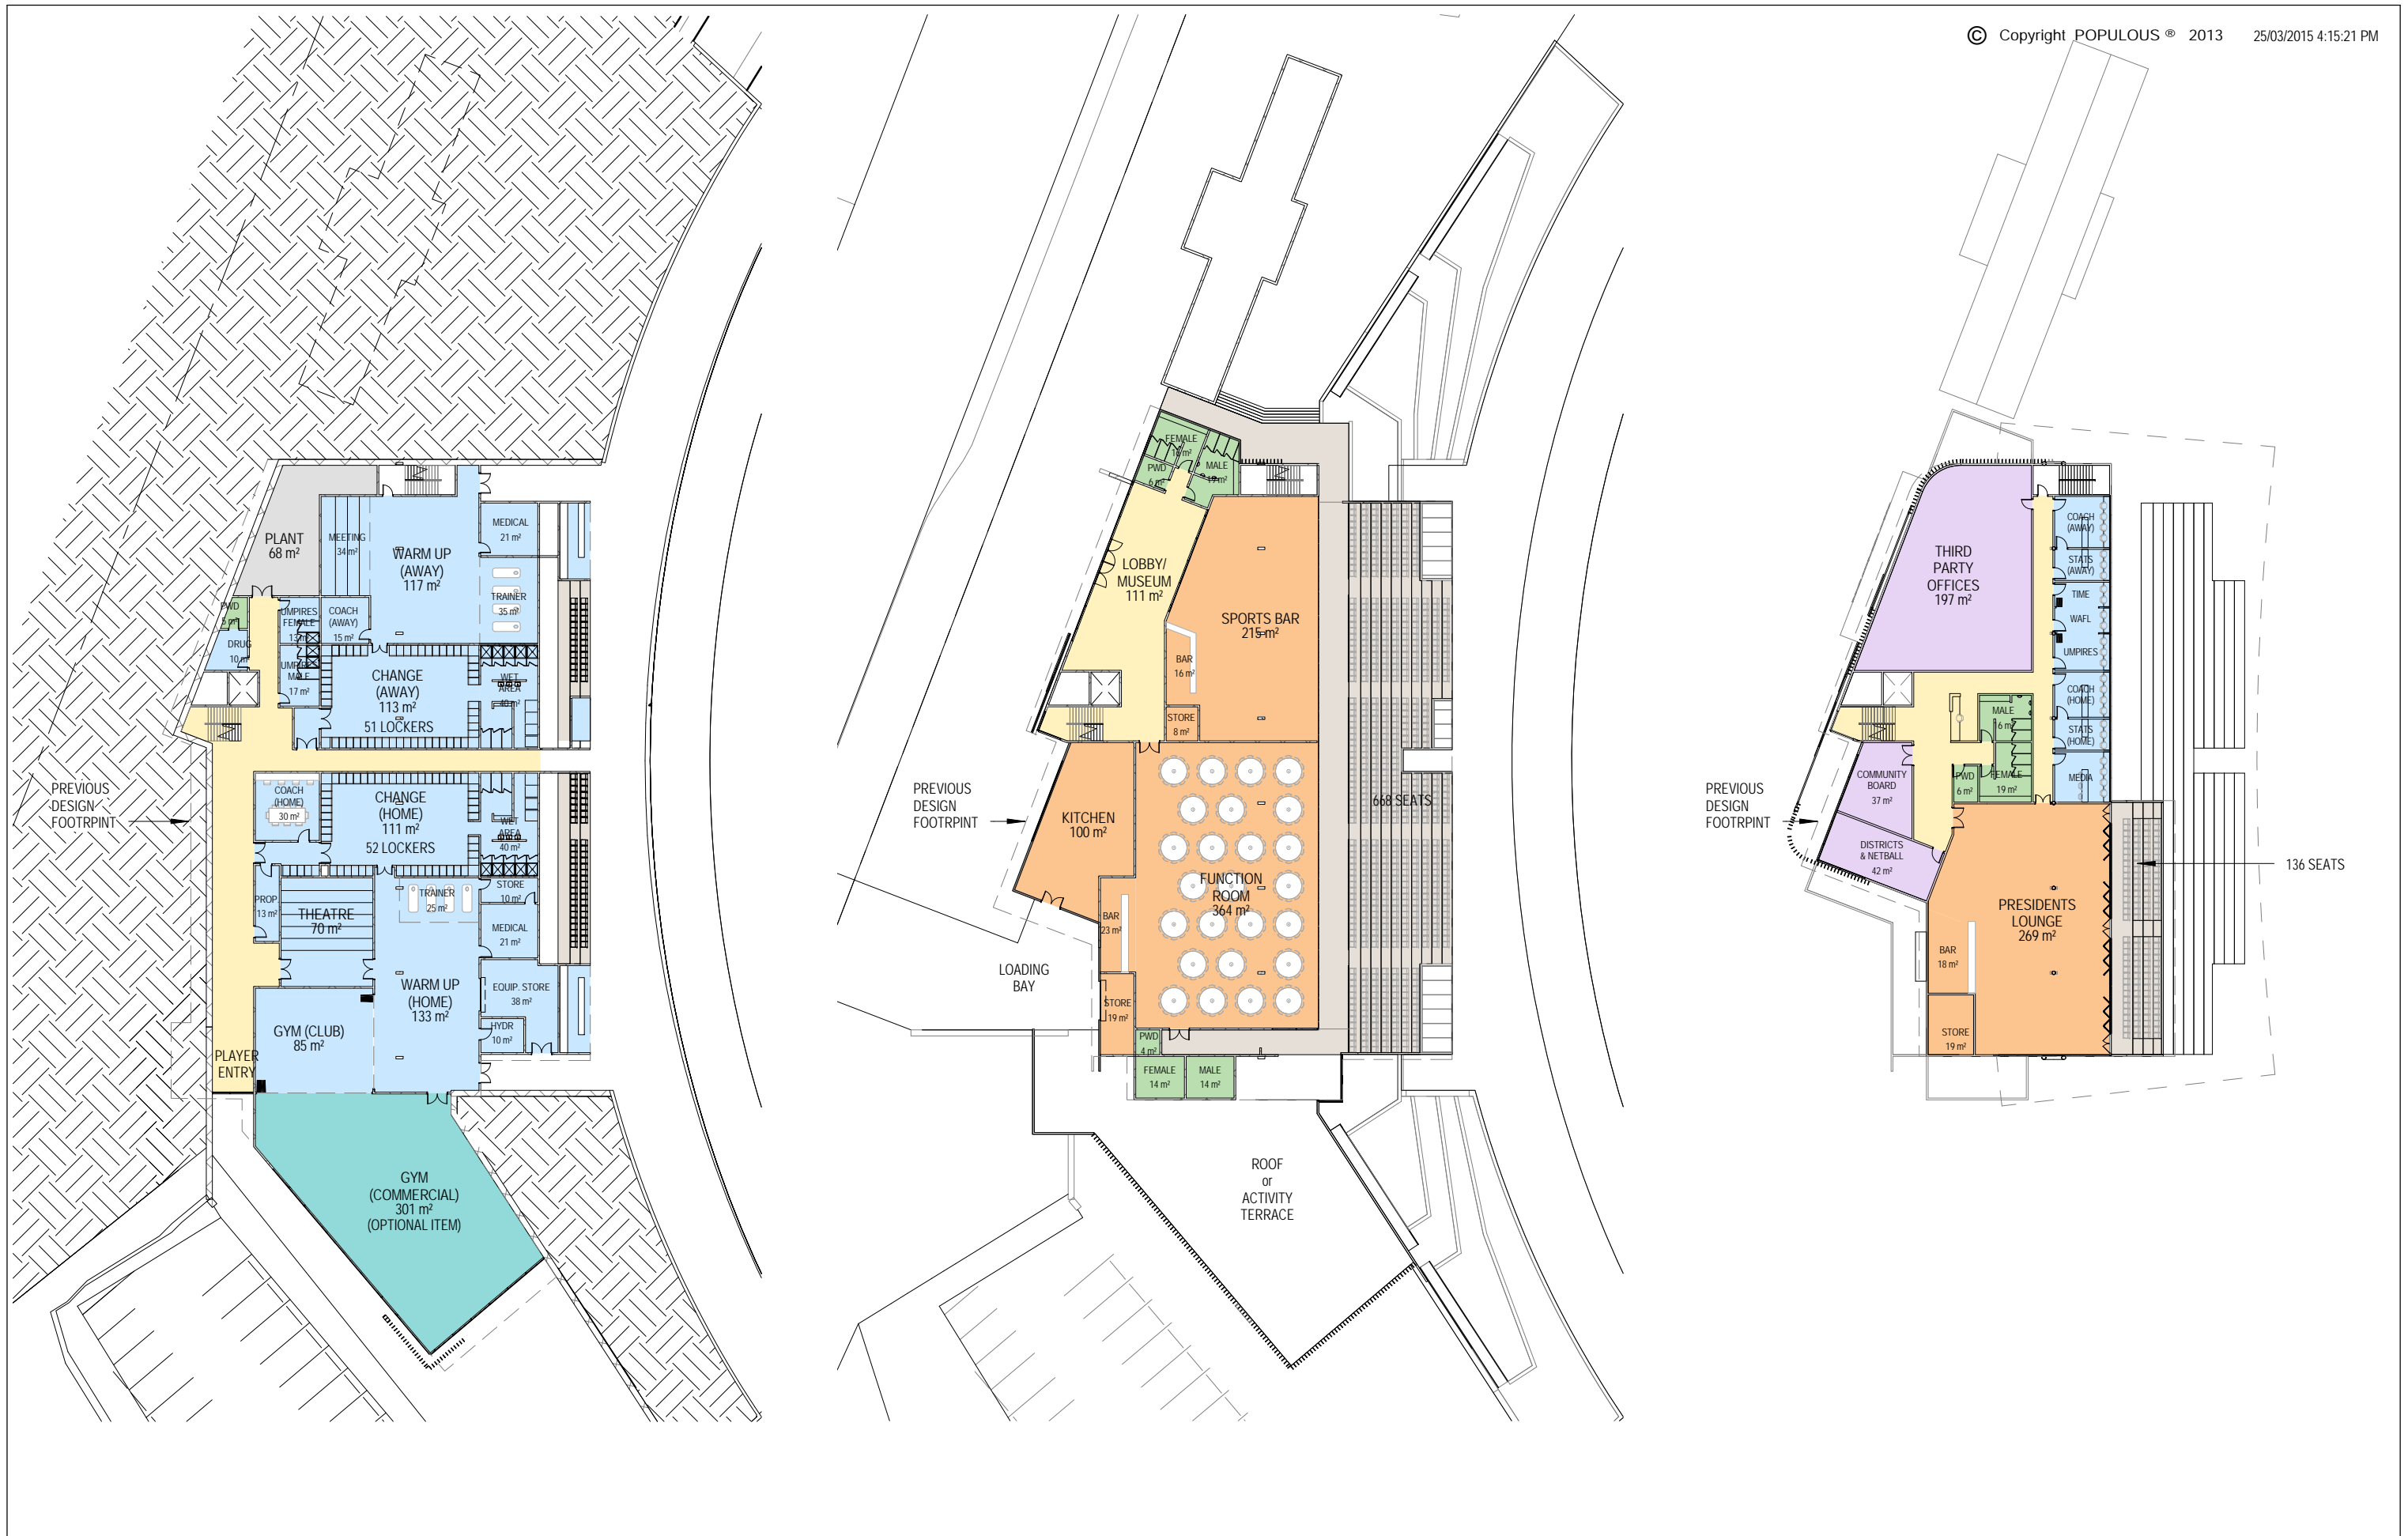 © Copyright POPULOUS ® 2013 25/03/2015 4:15:21 PM
PLANT
68 m²
MEETING
34 m²
WARM UP
(AWAY)
117 m²
MEDICAL
21 m²
TRAINER
35 m²
PWD
5 m²
UMPIRES
FEMALE
13 m²
COACH
(AWAY)
15 m²
DRUG
10 m²
MALE
17 m²
CHANGE
(AWAY)
113 m²
51 LOCKERS
WET
AREA
40 m²
PREVIOUS
DESIGN
FOOTRPINT
COACH
(HOME)
30 m²
CHANGE
(HOME)
111 m²
52 LOCKERS
WET
AREA
40 m²
PROP
13 m²
THEATRE
70 m²
TRAINER
25 m²
STORE
10 m²
MEDICAL
21 m²
WARM UP
(HOME)
133 m²
EQUIP. STORE
38 m²
HYDR
10 m²
GYM (CLUB)
85 m²
PLAYER
ENTRY
GYM
(COMMERCIAL)
301 m²
(OPTIONAL ITEM)
FEMALE
MALE
PWD
6 m²
LOBBY/
MUSEUM
111 m²
SPORTS BAR
215 m²
BAR
16 m²
STORE
8 m²
PREVIOUS
DESIGN
FOOTRPINT
KITCHEN
100 m²
668 SEATS
FUNCTION
ROOM
364 m²
BAR
23 m²
LOADING
BAY
STORE
19 m²
PWD
4 m²
FEMALE
14 m²
MALE
14 m²
ROOF
or
ACTIVITY
TERRACE
THIRD
PARTY
OFFICES
197 m²
COACH
(AWAY)
STATS
(AWAY)
TIME
WAFL
UMPIRES
COACH
(HOME)
STATS
(HOME)
MEDIA
MALE
16 m²
PWD
6 m²
FEMALE
19 m²
PREVIOUS
DESIGN
FOOTRPINT
COMMUNITY
BOARD
37 m²
DISTRICTS
& NETBALL
42 m²
136 SEATS
PRESIDENTS
LOUNGE
269 m²
BAR
18 m²
STORE
19 m²